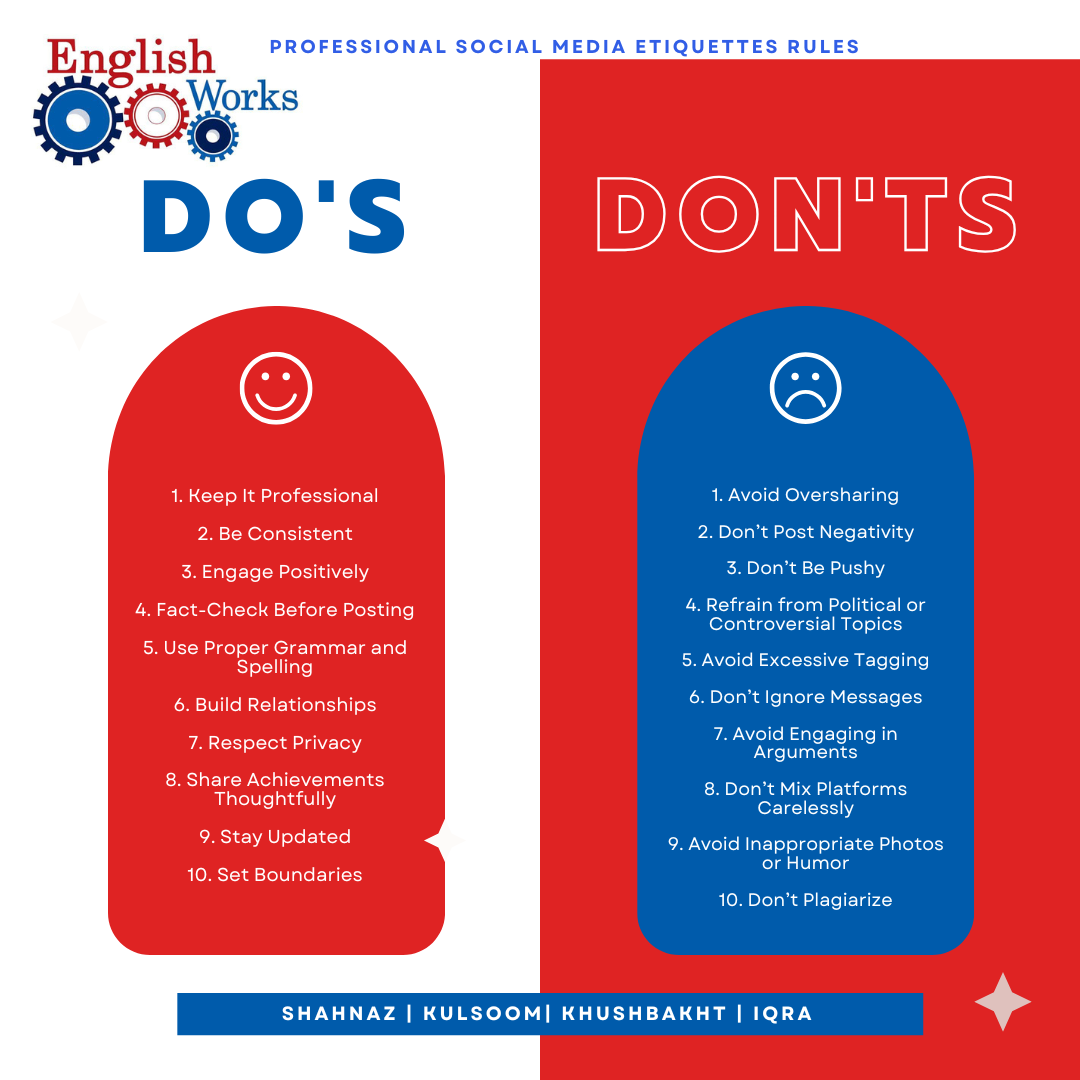 English
Works
PROFESSIONAL SOCIAL MEDIA ETIQUETTES RULES
DO'S
1. Keep It Professional
2. Be Consistent
3. Engage Positively
4. Fact-Check Before Posting
5. Use Proper Grammar and
Spelling
6. Build Relationships
7. Respect Privacy
8. Share Achievements
Thoughtfully
9. Stay Updated
10. Set Boundaries
DON'TS
1. Avoid Oversharing
2. Don’t Post Negativity
3. Don’t Be Pushy
4. Refrain from Political or
Controversial Topics
5. Avoid Excessive Tagging
6. Don’t Ignore Messages
7. Avoid Engaging in
Arguments
8. Don’t Mix Platforms
Carelessly
9. Avoid Inappropriate Photos
or Humor
10. Don’t Plagiarize
SHAHNAZ | KULSOOM| KHUSHBAKHT | IQRA